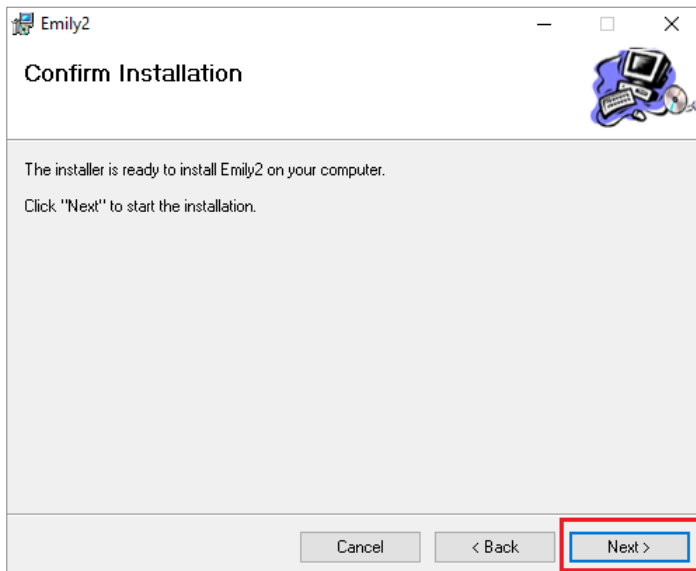 Emily2
Confirm Installation
The installer is ready to install Emily2 on your computer.
Click "Next" to start the installation.
Cancel
< Back
Next >